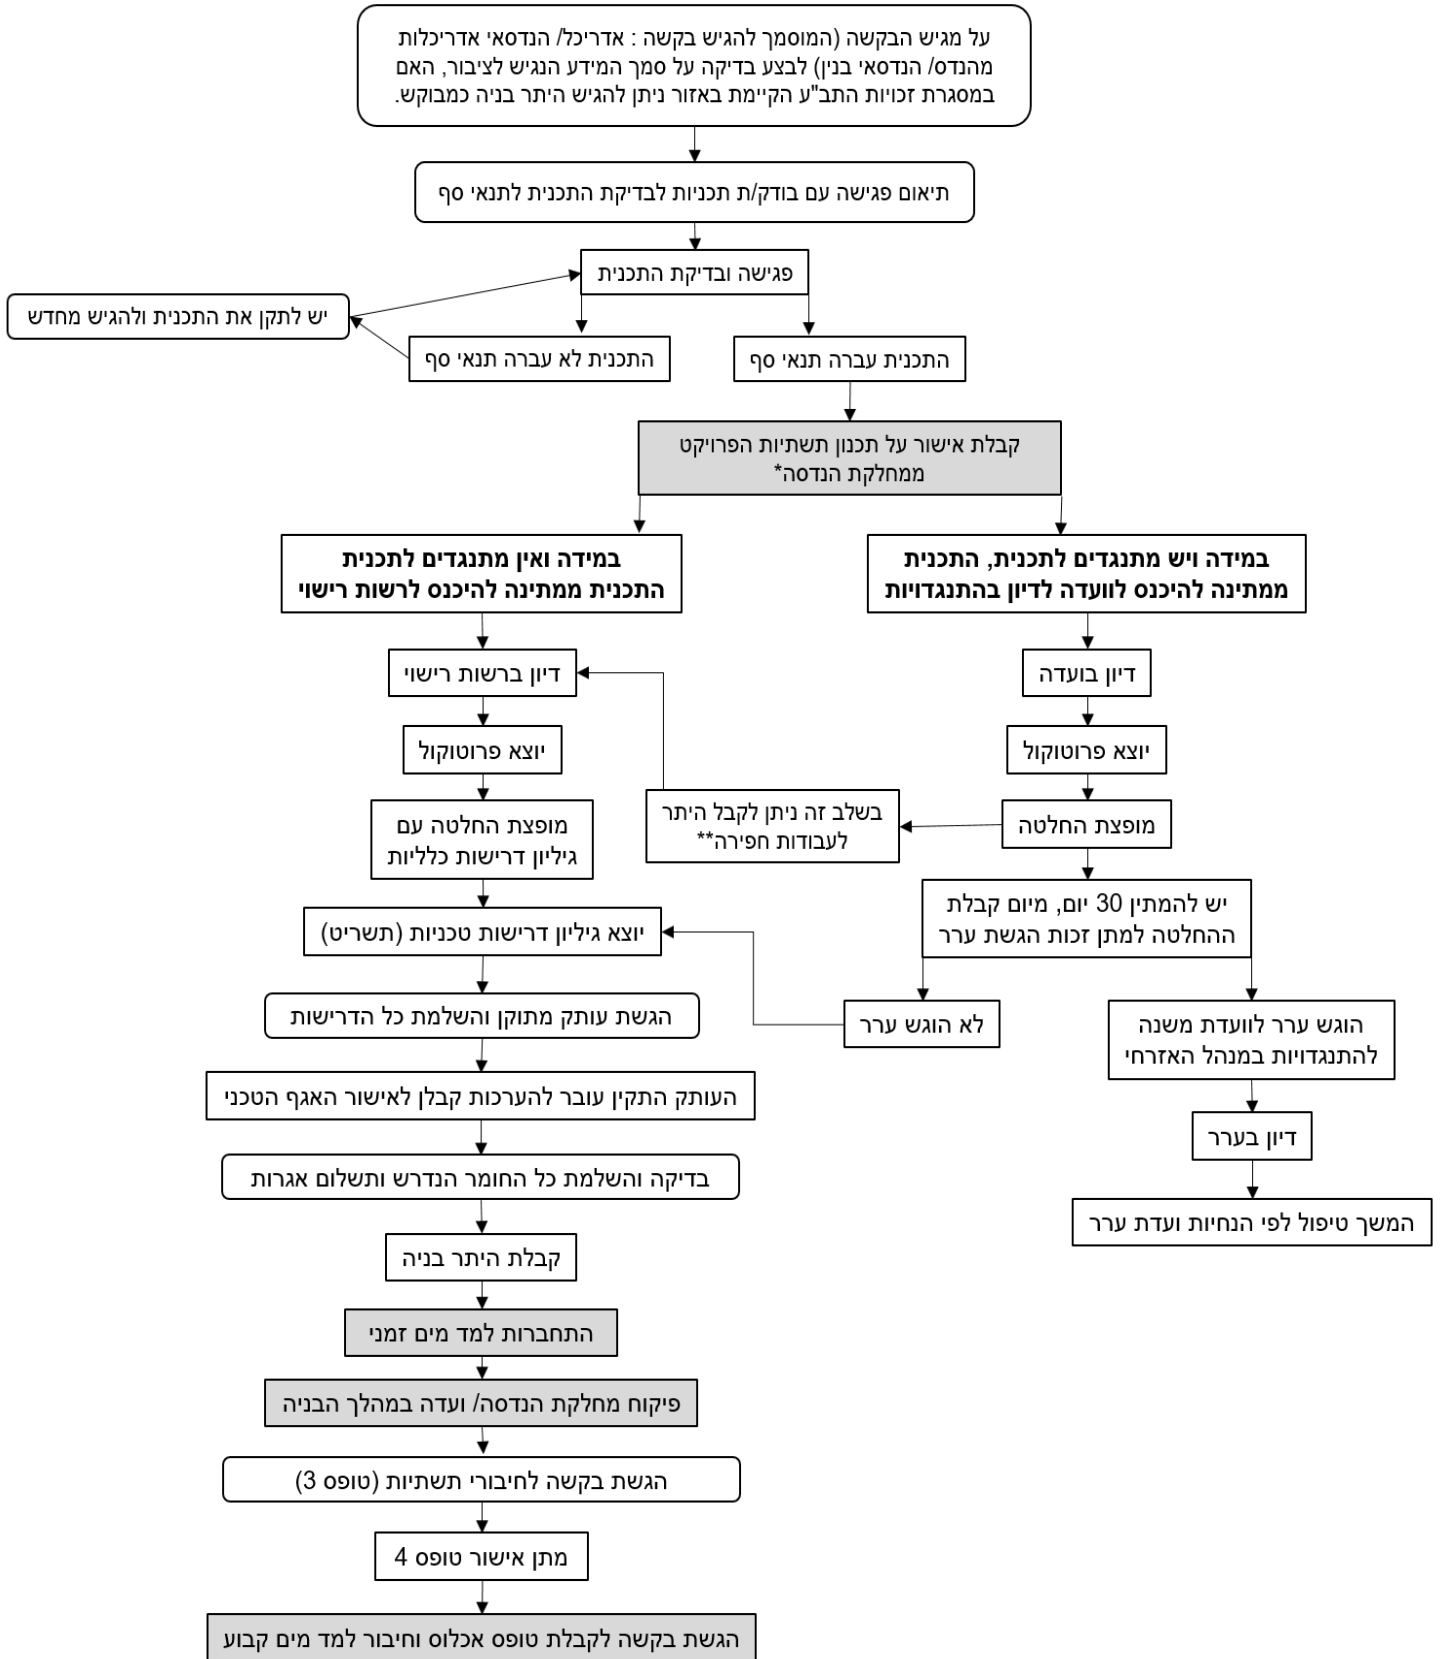 על מגיש הבקשה (המוסמך להגיש בקשה : אדריכל/ הנדסאי אדריכלות
מהנדס/ הנדסאי בנין) לבצע בדיקה על סמך המידע הנגיש לציבור, האם
במסגרת זכויות התב"ע הקיימת באזור ניתן להגיש היתר בניה כמבוקש.
תיאום פגישה עם בודק/ת תכניות לבדיקת התכנית לתנאי סף
פגישה ובדיקת התכנית
יש לתקן את התכנית ולהגיש מחדש
התכנית עברה תנאי סף
התכנית לא עברה תנאי סף
קבלת אישור על תכנון תשתיות הפרויקט
ממחלקת הנדסה*
במידה ויש מתנגדים לתכנית, התכנית
ממתינה להיכנס לוועדה לדיון בהתנגדויות
במידה ואין מתנגדים לתכנית
התכנית ממתינה להיכנס לרשות רישוי
דיון בועדה
דיון ברשות רישוי
יוצא פרוטוקול
יוצא פרוטוקול
מופצת החלטה
בשלב זה ניתן לקבל היתר
לעבודות חפירה**
מופצת החלטה עם
גיליון דרישות כלליות
יש להמתין 30 יום, מיום קבלת
ההחלטה למתן זכות הגשת ערר
יוצא גיליון דרישות טכניות (תשריט)
הוגש ערר לוועדת משנה
להתנגדויות במנהל האזרחי
לא הוגש ערר
הגשת עותק מתוקן והשלמת כל הדרישות
העותק התקין עובר להערכות קבלן לאישור האגף הטכני
דיון בערר
בדיקה והשלמת כל החומר הנדרש ותשלום אגרות
המשך טיפול לפי הנחיות ועדת ערר
קבלת היתר בניה
התחברות למד מים זמני
פיקוח מחלקת הנדסה/ ועדה במהלך הבניה
הגשת בקשה לחיבורי תשתיות (טופס 3)
מתן אישור טופס 4
הגשת בקשה לקבלת טופס אכלוס וחיבור למד מים קבוע